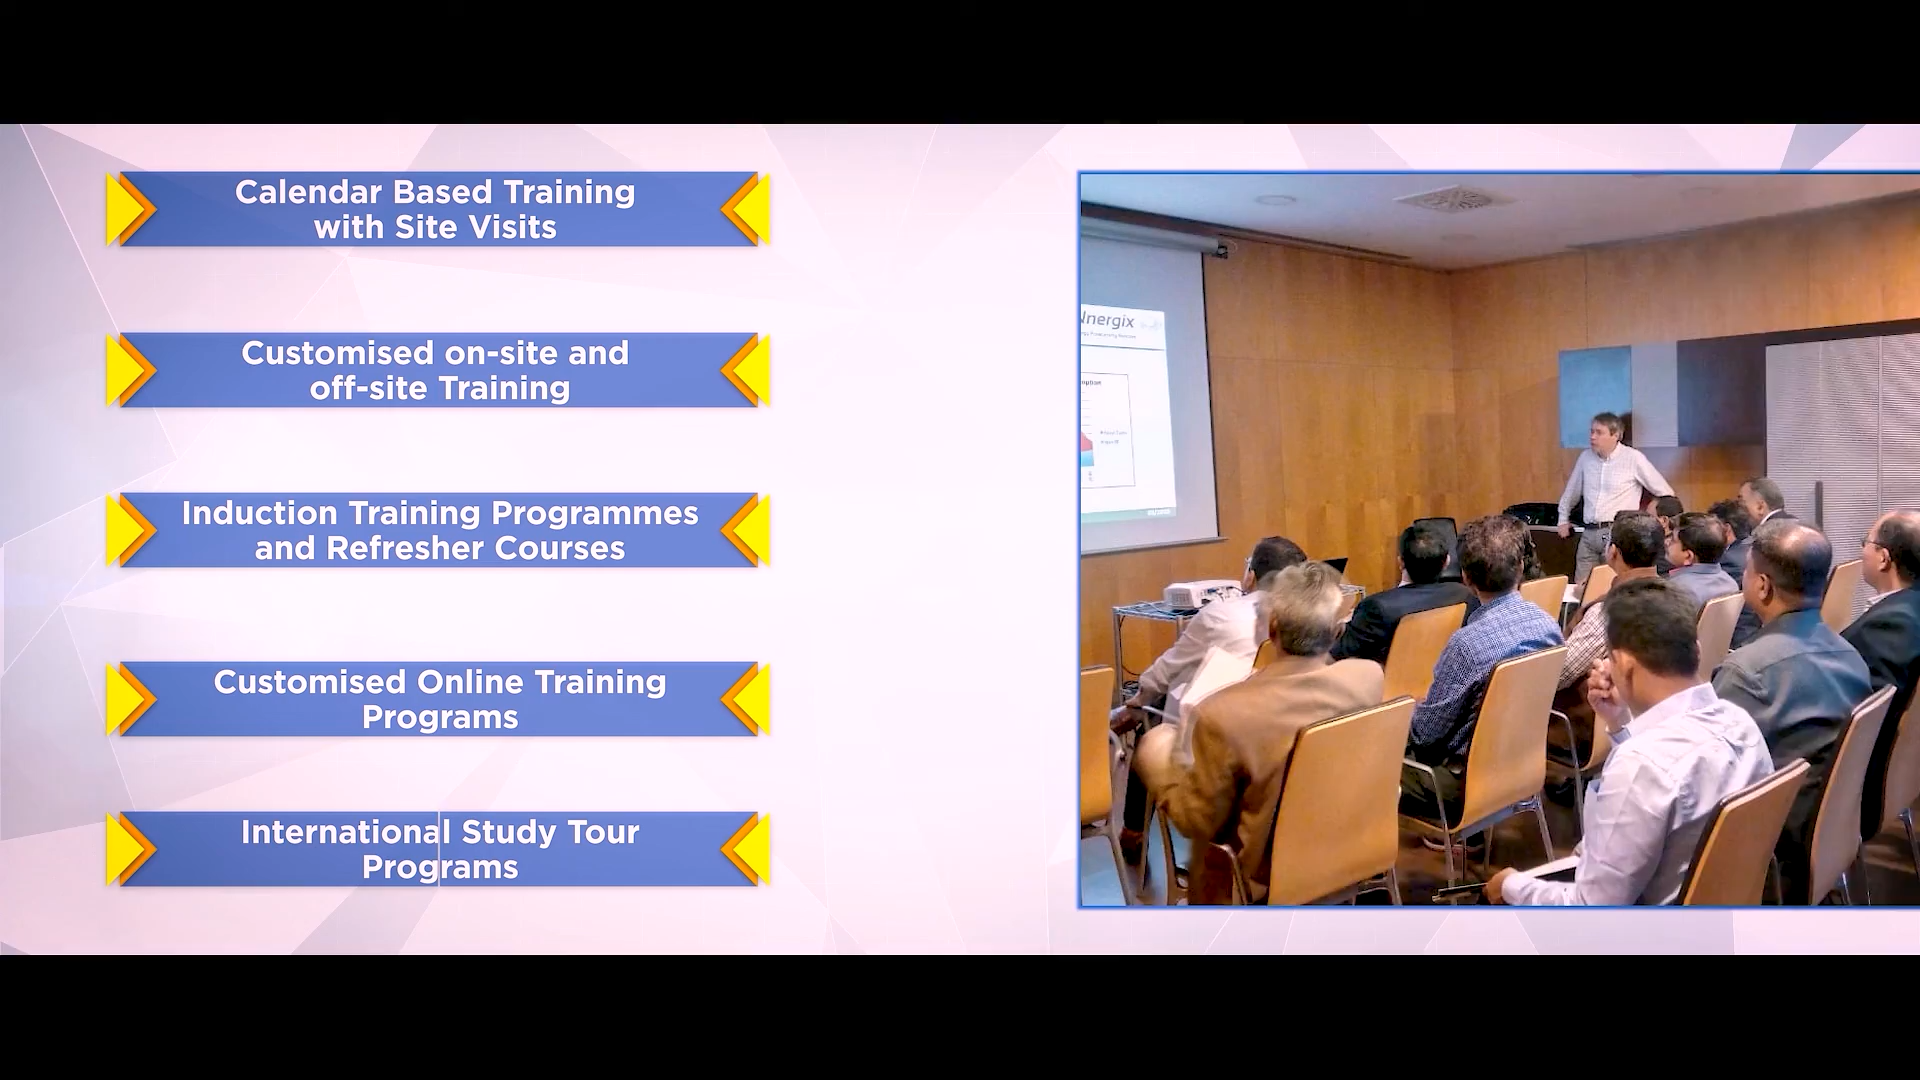 Calendar Based Training
with Site Visits
Customised on-site and
off-site Training
Induction Training Programmes
and Refresher Courses
Customised Online Training
Programs
International Study Tour
Programs
nergix